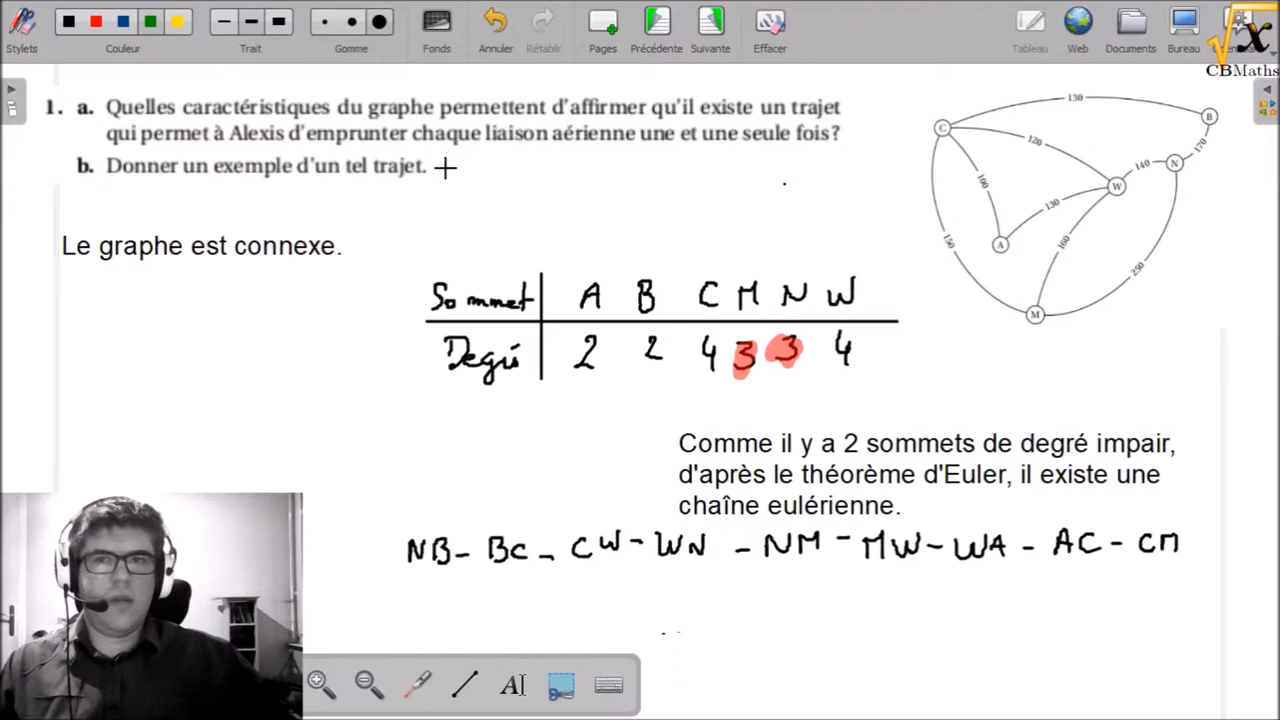 Stylets Couleur Trait Gomme Fonds Annuler Rétablir Pages Précédente Suivante Effacer Tableau Web Documents Bureau
CBMaths
1. a. Quelles caractéristiques du graphe permettent d'affirmer qu'il existe un trajet
qui permet à Alexis d'emprunter chaque liaison aérienne une et une seule fois?
b. Donner un exemple d'un tel trajet.
130
B
C
120
170
140
N
100
W
130
A
150
160
250
M
Le graphe est connexe.
Sommet A B C M N W
Degré 2 2 4 3 3 4
Comme il y a 2 sommets de degré impair,
d'après le théorème d'Euler, il existe une
chaîne eulérienne.
NB - BC - CW - WN - NM - MW - WA - AC - CM